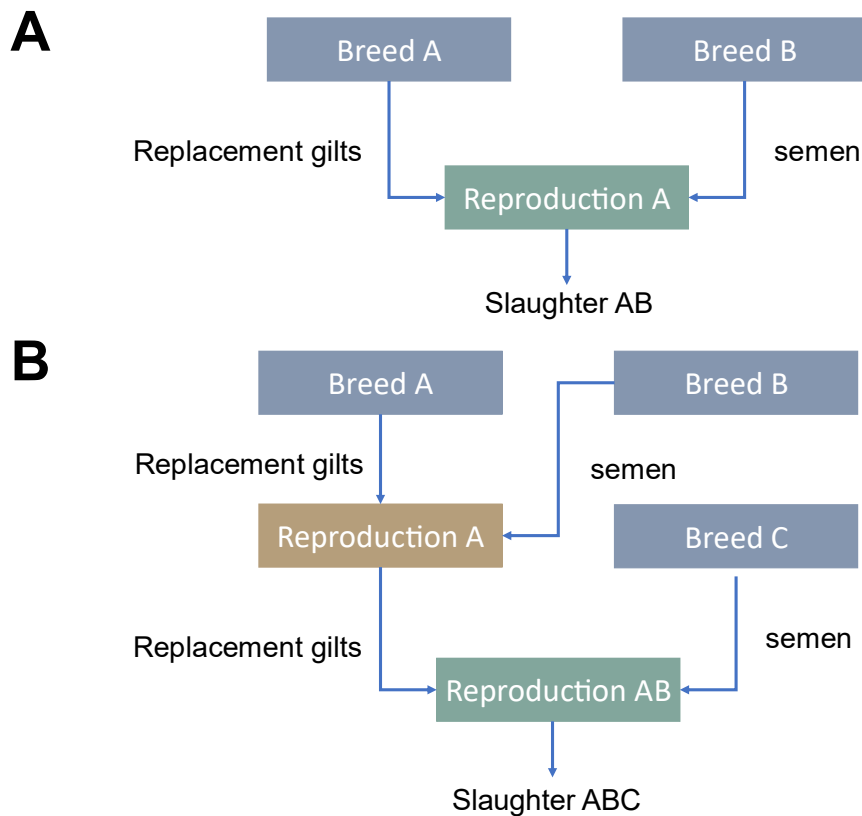 A
Breed A
Breed B
Replacement gilts
semen
Reproduction A
Slaughter AB
B
Breed A
Breed B
Replacement gilts
semen
Reproduction A
Breed C
Replacement gilts
semen
Reproduction AB
Slaughter ABC